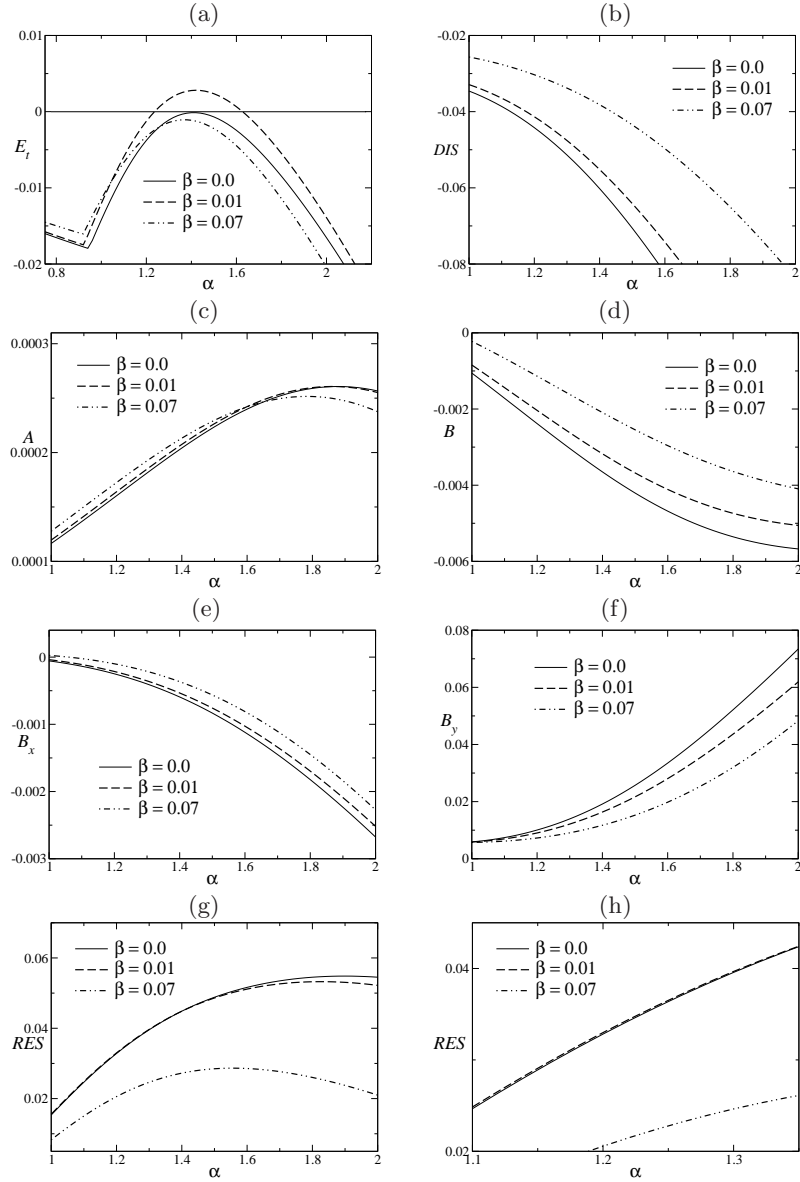 (a)
0.01
0
-0.01
-0.02
E_t
β = 0.0
β = 0.01
β = 0.07
0.8 1.2 1.6 2
α
(b)
-0.02
-0.04
-0.06
-0.08
DIS
β = 0.0
β = 0.01
β = 0.07
1 1.2 1.4 1.6 1.8 2
α
(c)
0.0003
0.0002
0.0001
A
β = 0.0
β = 0.01
β = 0.07
1 1.2 1.4 1.6 1.8 2
α
(d)
0
-0.002
-0.004
-0.006
B
β = 0.0
β = 0.01
β = 0.07
1 1.2 1.4 1.6 1.8 2
α
(e)
0
-0.001
-0.002
-0.003
B_x
β = 0.0
β = 0.01
β = 0.07
1 1.2 1.4 1.6 1.8 2
α
(f)
0.08
0.06
0.04
0.02
0
B_y
β = 0.0
β = 0.01
β = 0.07
1 1.2 1.4 1.6 1.8 2
α
(g)
0.06
0.05
0.04
0.03
0.02
RES
β = 0.0
β = 0.01
β = 0.07
1 1.2 1.4 1.6 1.8 2
α
(h)
0.04
0.02
RES
β = 0.0
β = 0.01
β = 0.07
1.1 1.2 1.3
α